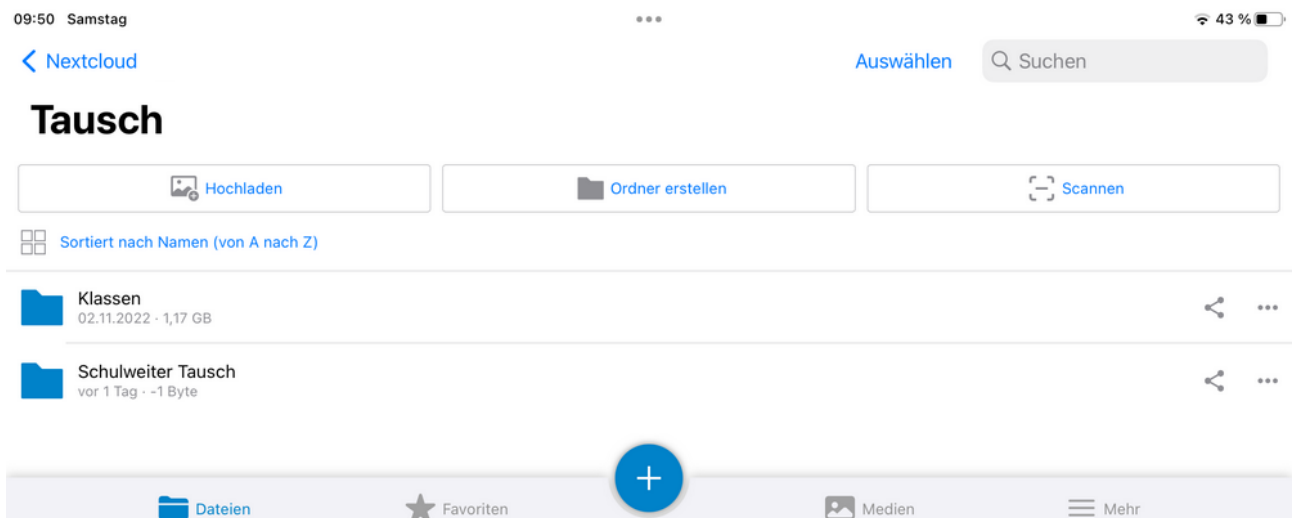 09:50 Samstag
43 %
Nextcloud
Auswählen
Suchen
Tausch
Hochladen
Ordner erstellen
Scannen
Sortiert nach Namen (von A nach Z)
Klassen
02.11.2022 · 1,17 GB
Schulweiter Tausch
vor 1 Tag · -1 Byte
Dateien
Favoriten
Medien
Mehr